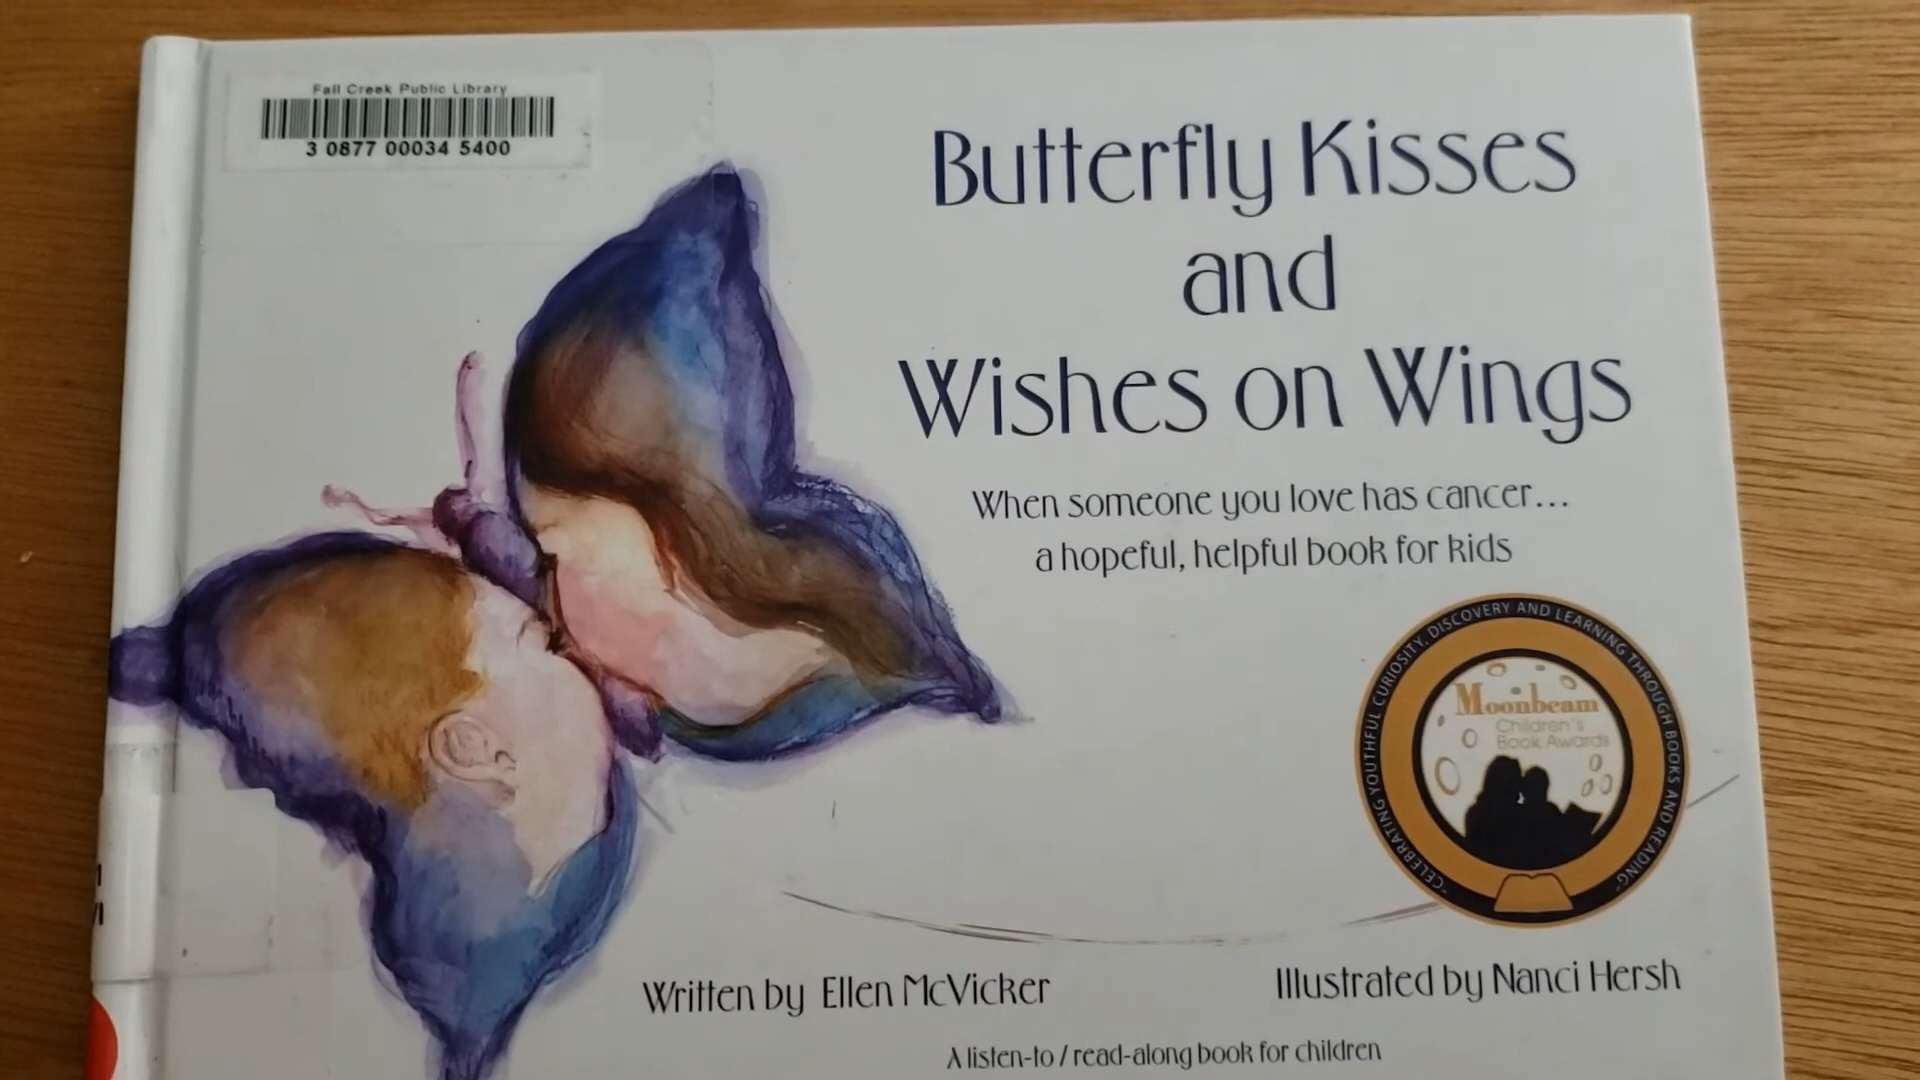 Fall Creek Public Library
3 0877 00034 5400
Butterfly Kisses
and
Wishes on Wings
When someone you love has cancer...
a hopeful, helpful book for kids
"CELEBRATING YOUTHFUL CURIOSITY, DISCOVERY AND LEARNING THROUGH BOOKS AND READING"
Moonbeam
Children's
Book Awards
Written by Ellen McVicker
Illustrated by Nanci Hersh
A listen-to / read-along book for children